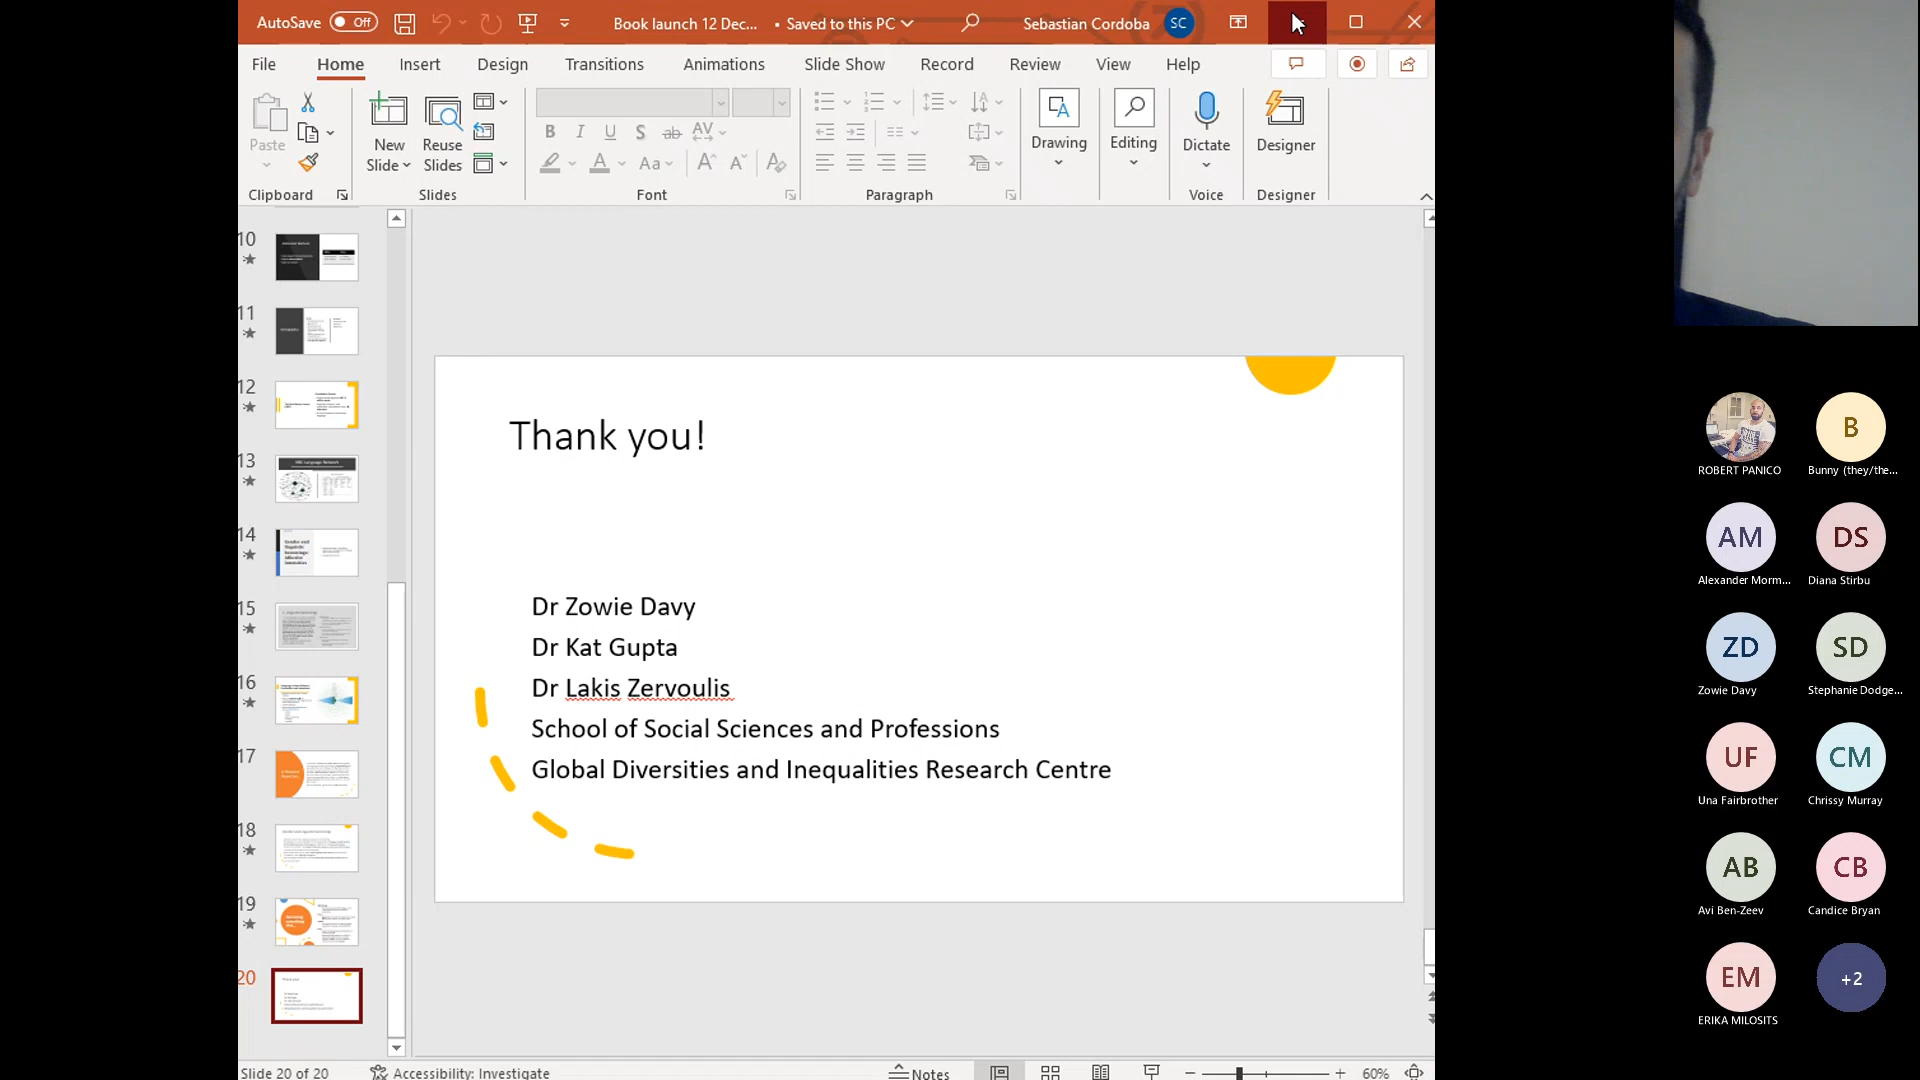 AutoSave Off
Book launch 12 Dec... • Saved to this PC
Sebastian Cordoba SC
File Home Insert Design Transitions Animations Slide Show Record Review View Help
Paste
New Slide
Reuse Slides
B I U S ab AV
A Aa A A A
Drawing
Editing
Dictate
Designer
Clipboard Slides Font Paragraph Voice Designer
10
11
12
13
14
15
16
17
18
19
20
Thank you!
Dr Zowie Davy
Dr Kat Gupta
Dr Lakis Zervoulis
School of Social Sciences and Professions
Global Diversities and Inequalities Research Centre
Slide 20 of 20 Accessibility: Investigate Notes 60%
B
ROBERT PANICO Bunny (they/the...
AM DS
Alexander Morm... Diana Stirbu
ZD SD
Zowie Davy Stephanie Dodge...
UF CM
Una Fairbrother Chrissy Murray
AB CB
Avi Ben-Zeev Candice Bryan
EM +2
ERIKA MILOSITS